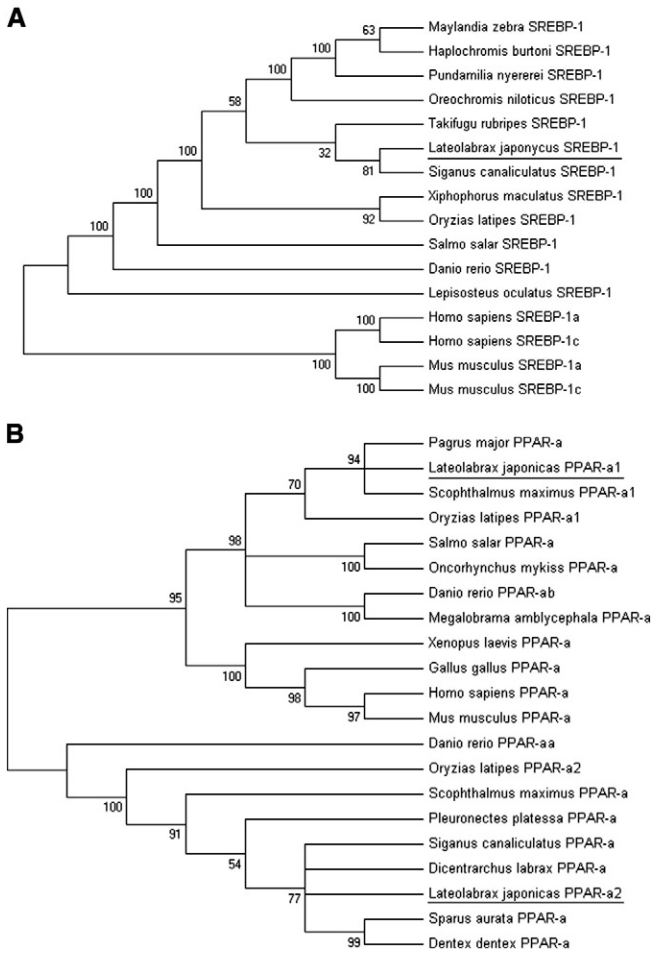 A
63
Maylandia zebra SREBP-1
100
Haplochromis burtoni SREBP-1
100
Pundamilia nyererei SREBP-1
58
Oreochromis niloticus SREBP-1
Takifugu rubripes SREBP-1
100
32
Lateolabrax japonycus SREBP-1
81
Siganus canaliculatus SREBP-1
100
Xiphophorus maculatus SREBP-1
92
Oryzias latipes SREBP-1
100
Salmo salar SREBP-1
Danio rerio SREBP-1
Lepisosteus oculatus SREBP-1
100
Homo sapiens SREBP-1a
Homo sapiens SREBP-1c
100
Mus musculus SREBP-1a
100
Mus musculus SREBP-1c
B
Pagrus major PPAR-a
94
Lateolabrax japonicas PPAR-a1
70
Scophthalmus maximus PPAR-a1
Oryzias latipes PPAR-a1
98
Salmo salar PPAR-a
100
Oncorhynchus mykiss PPAR-a
95
Danio rerio PPAR-ab
100
Megalobrama amblycephala PPAR-a
Xenopus laevis PPAR-a
100
Gallus gallus PPAR-a
98
Homo sapiens PPAR-a
97
Mus musculus PPAR-a
Danio rerio PPAR-aa
Oryzias latipes PPAR-a2
100
Scophthalmus maximus PPAR-a
91
Pleuronectes platessa PPAR-a
54
Siganus canaliculatus PPAR-a
Dicentrarchus labrax PPAR-a
77
Lateolabrax japonicas PPAR-a2
Sparus aurata PPAR-a
99
Dentex dentex PPAR-a